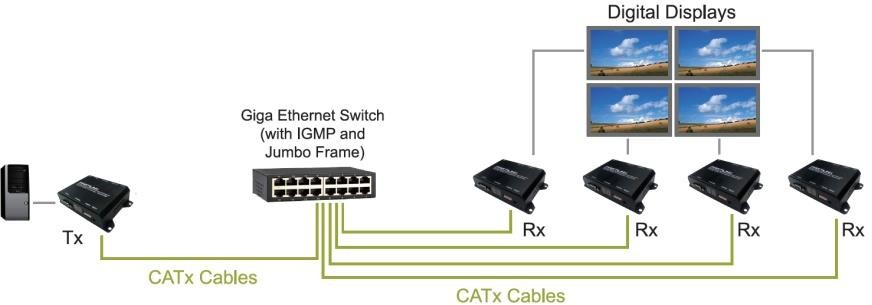 Digital Displays
Giga Ethernet Switch
(with IGMP and
Jumbo Frame)
Tx
Rx
Rx
Rx
Rx
CATx Cables
CATx Cables